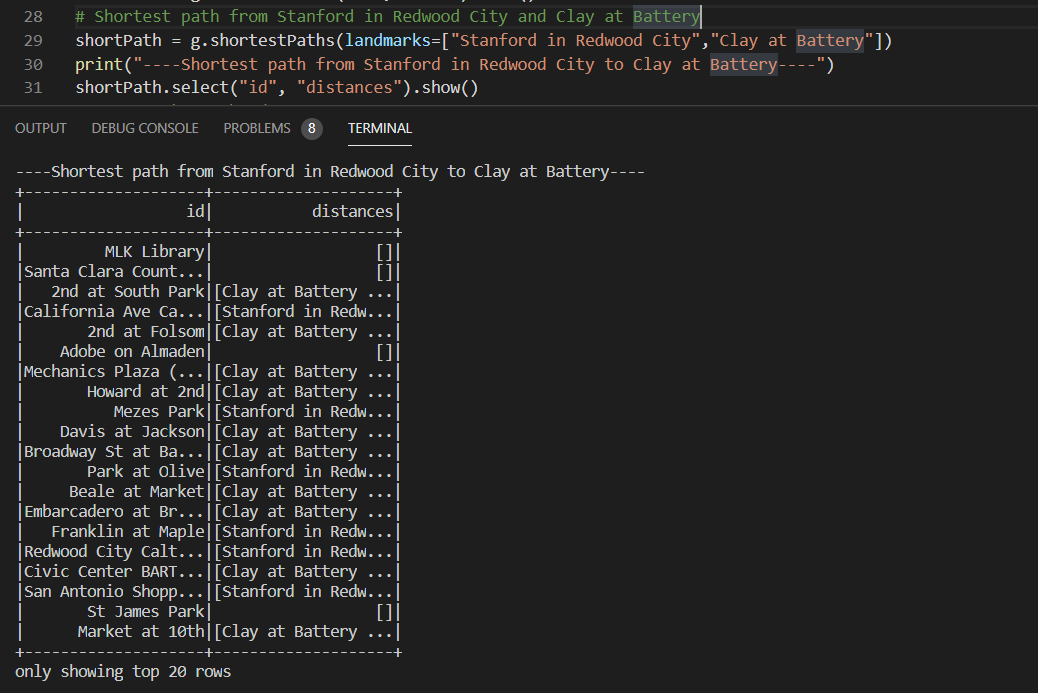 28 # Shortest path from Stanford in Redwood City and Clay at Battery
29 shortPath = g.shortestPaths(landmarks=["Stanford in Redwood City","Clay at Battery"])
30 print("----Shortest path from Stanford in Redwood City to Clay at Battery----")
31 shortPath.select("id", "distances").show()
OUTPUT DEBUG CONSOLE PROBLEMS 8 TERMINAL
----Shortest path from Stanford in Redwood City to Clay at Battery----
+--------------------+--------------------+
|                  id|           distances|
+--------------------+--------------------+
|         MLK Library|                  []|
|Santa Clara Count...|                  []|
|   2nd at South Park|[Clay at Battery ...|
|California Ave Ca...|[Stanford in Redw...|
|       2nd at Folsom|[Clay at Battery ...|
|    Adobe on Almaden|                  []|
|Mechanics Plaza (...|[Clay at Battery ...|
|       Howard at 2nd|[Clay at Battery ...|
|          Mezes Park|[Stanford in Redw...|
|    Davis at Jackson|[Clay at Battery ...|
|Broadway St at Ba...|[Clay at Battery ...|
|       Park at Olive|[Stanford in Redw...|
|     Beale at Market|[Clay at Battery ...|
|Embarcadero at Br...|[Clay at Battery ...|
|   Franklin at Maple|[Stanford in Redw...|
|Redwood City Calt...|[Stanford in Redw...|
|Civic Center BART...|[Clay at Battery ...|
|San Antonio Shopp...|[Stanford in Redw...|
|       St James Park|                  []|
|      Market at 10th|[Clay at Battery ...|
+--------------------+--------------------+
only showing top 20 rows